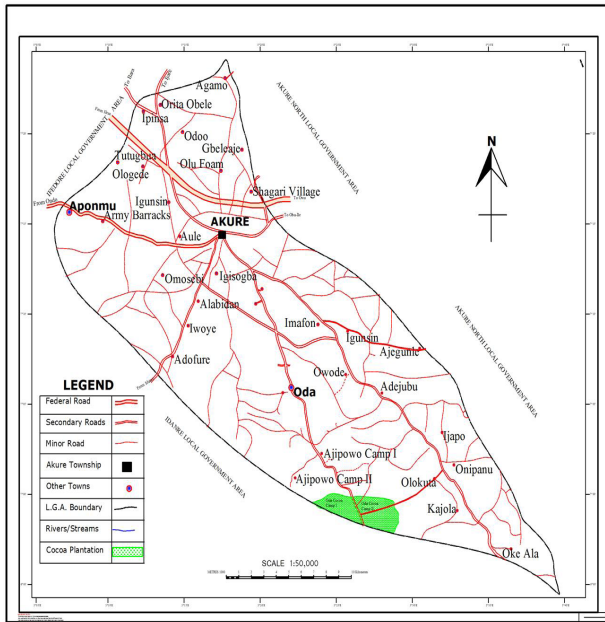 Agamo
AKURE NORTH LOCAL GOVERNMENT AREA
IFEDORE LOCAL GOVERNMENT AREA
Orita Obele
Ipinsa
Odoo
Gbeleaje
Tutugbua
Olu Foam
Ologede
Shagari Village
Igunsin
Aponmu
Army Barracks
AKURE
Aule
Igisogba
Omosehi
Alabidan
Imafon
Iwoye
Igunsin
Ajegunle
AKURE NORTH LOCAL GOVERNMENT AREA
Adofure
Owode
Oda
Adejubu
IDANRE LOCAL GOVERNMENT AREA
Ijapo
Ajipowo Camp I
Onipanu
Ajipowo Camp II
Olokuta
Kajola
Oke Ala
N
LEGEND
Federal Road
Secondary Roads
Minor Road
Akure Township
Other Towns
L.G.A. Boundary
Rivers/Streams
Cocoa Plantation
SCALE 1:50,000